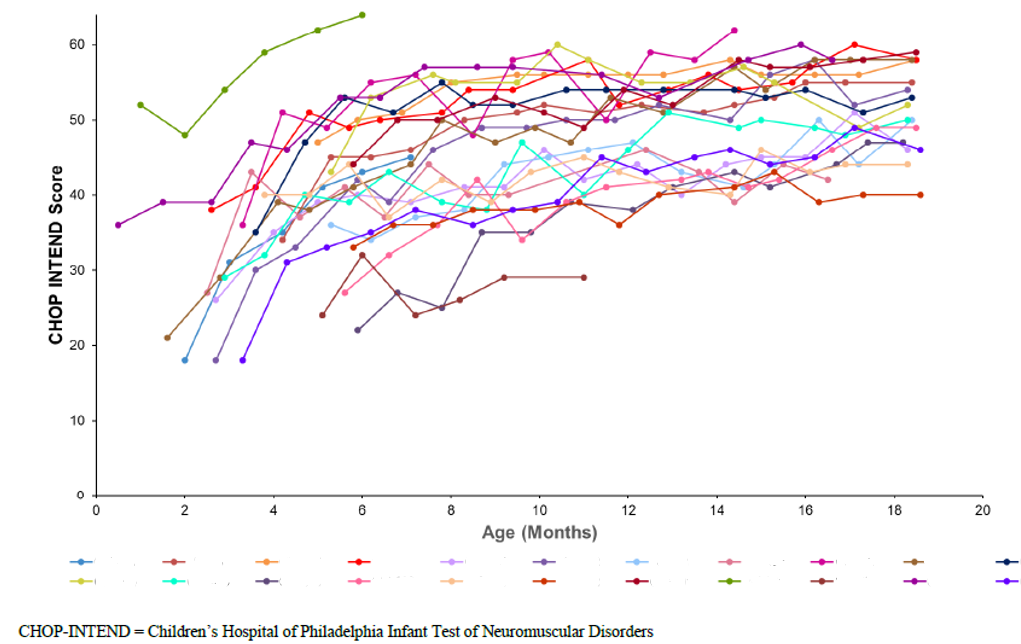 60
50
40
30
20
10
0
CHOP INTEND Score
0 2 4 6 8 10 12 14 16 18 20
Age (Months)
CHOP-INTEND = Children’s Hospital of Philadelphia Infant Test of Neuromuscular Disorders